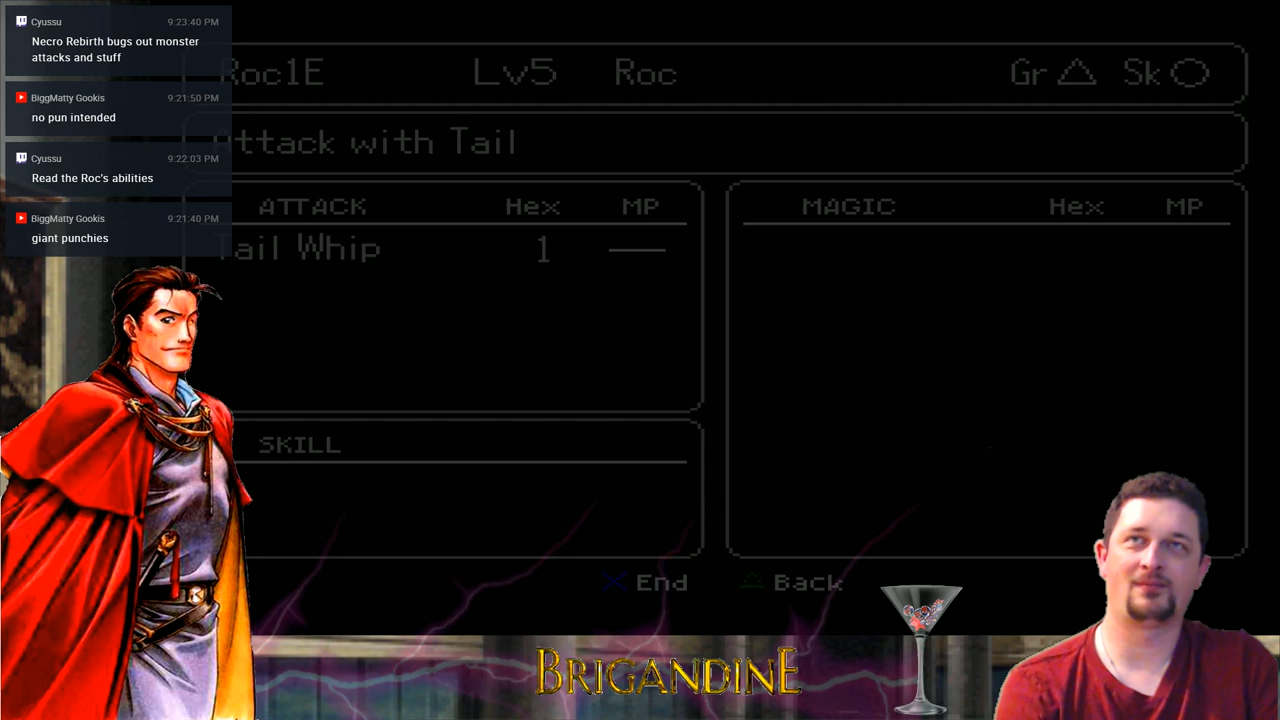 Cyussu 9:23:40 PM
Necro Rebirth bugs out monster
attacks and stuff
BiggMatty Gookis 9:21:50 PM
no pun intended
Cyussu 9:22:03 PM
Read the Roc's abilities
BiggMatty Gookis 9:21:40 PM
giant punchies
Roc1E Lv5 Roc Gr △ Sk ○
Attack with Tail
ATTACK Hex MP
Tail Whip 1 —
SKILL
MAGIC Hex MP
End Back
BRIGANDINE